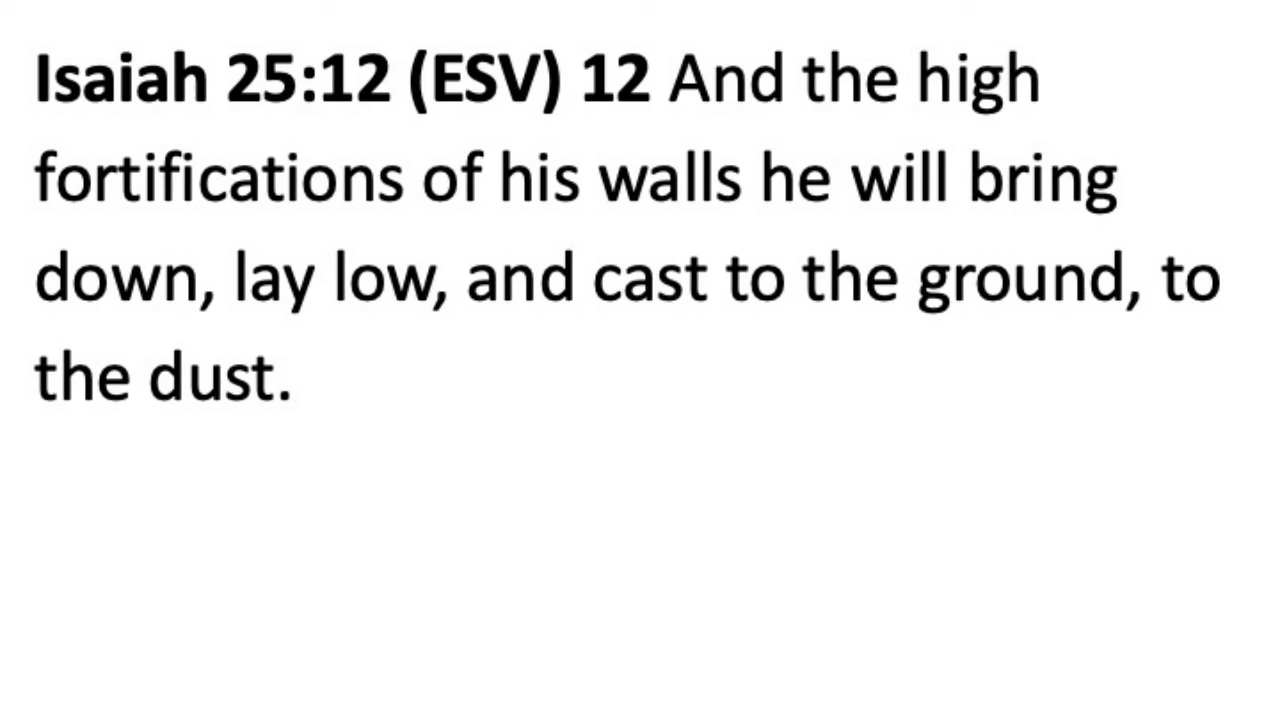 Isaiah 25:12 (ESV) 12 And the high
fortifications of his walls he will bring
down, lay low, and cast to the ground, to
the dust.